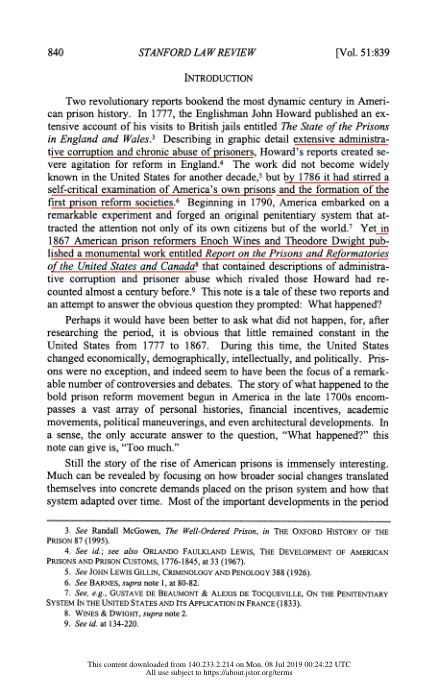 840 STANFORD LAW REVIEW [Vol. 51:839
INTRODUCTION
Two revolutionary reports bookend the most dynamic century in Ameri-
can prison history. In 1777, the Englishman John Howard published an ex-
tensive account of his visits to British jails entitled The State of the Prisons
in England and Wales.³ Describing in graphic detail extensive administra-
tive corruption and chronic abuse of prisoners, Howard's reports created se-
vere agitation for reform in England.⁴ The work did not become widely
known in the United States for another decade,⁵ but by 1786 it had stirred a
self-critical examination of America's own prisons and the formation of the
first prison reform societies.⁶ Beginning in 1790, America embarked on a
remarkable experiment and forged an original penitentiary system that at-
tracted the attention not only of its own citizens but of the world.⁷ Yet in
1867 American prison reformers Enoch Wines and Theodore Dwight pub-
lished a monumental work entitled Report on the Prisons and Reformatories
of the United States and Canada⁸ that contained descriptions of administra-
tive corruption and prisoner abuse which rivaled those Howard had re-
counted almost a century before.⁹ This note is a tale of these two reports and
an attempt to answer the obvious question they prompted: What happened?
Perhaps it would have been better to ask what did not happen, for, after
researching the period, it is obvious that little remained constant in the
United States from 1777 to 1867. During this time, the United States
changed economically, demographically, intellectually, and politically. Pris-
ons were no exception, and indeed seem to have been the focus of a remark-
able number of controversies and debates. The story of what happened to the
bold prison reform movement begun in America in the late 1700s encom-
passes a vast array of personal histories, financial incentives, academic
movements, political maneuverings, and even architectural developments. In
a sense, the only accurate answer to the question, "What happened?" this
note can give is, "Too much."
Still the story of the rise of American prisons is immensely interesting.
Much can be revealed by focusing on how broader social changes translated
themselves into concrete demands placed on the prison system and how that
system adapted over time. Most of the important developments in the period
3. See Randall McGowen, The Well-Ordered Prison, in THE OXFORD HISTORY OF THE
PRISON 87 (1995).
4. See id.; see also ORLANDO FAULKLAND LEWIS, THE DEVELOPMENT OF AMERICAN
PRISONS AND PRISON CUSTOMS, 1776-1845, at 33 (1967).
5. See JOHN LEWIS GILLIN, CRIMINOLOGY AND PENOLOGY 388 (1926).
6. See BARNES, supra note 1, at 80-82.
7. See, e.g., GUSTAVE DE BEAUMONT & ALEXIS DE TOCQUEVILLE, ON THE PENITENTIARY
SYSTEM IN THE UNITED STATES AND ITS APPLICATION IN FRANCE (1833).
8. WINES & DWIGHT, supra note 2.
9. See id. at 134-220.
This content downloaded from 140.233.2.214 on Mon, 08 Jul 2019 00:24:22 UTC
All use subject to https://about.jstor.org/terms